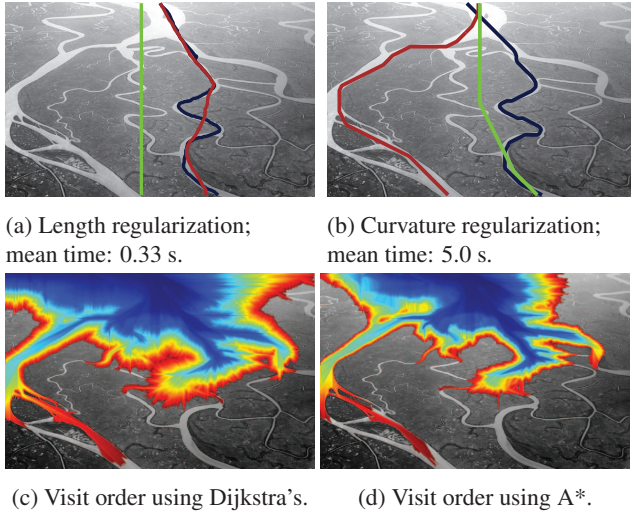 (a) Length regularization;
mean time: 0.33 s.
(b) Curvature regularization;
mean time: 5.0 s.
(c) Visit order using Dijkstra's.
(d) Visit order using A*.